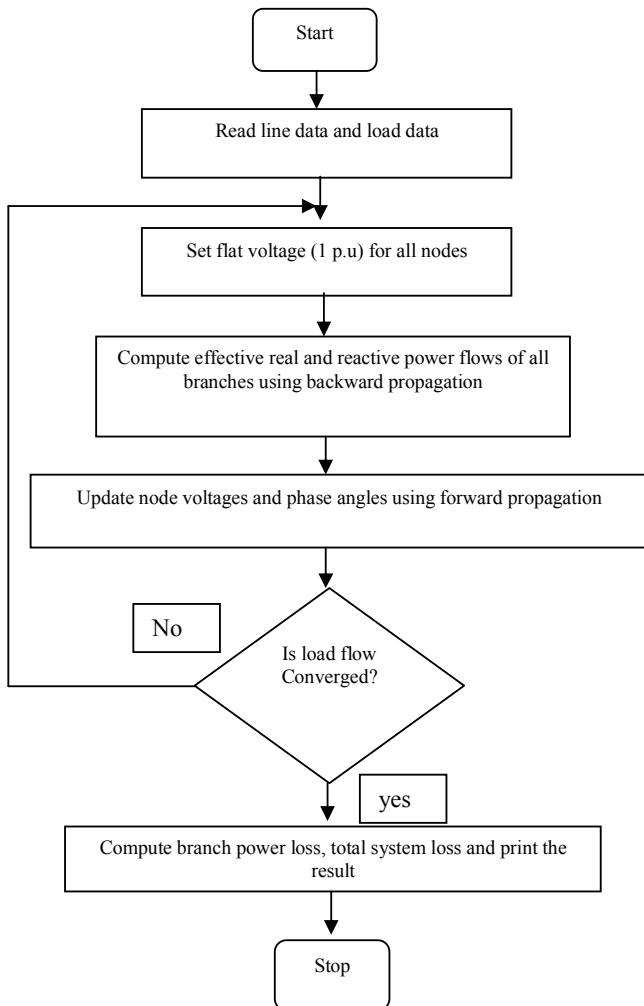 Start
Read line data and load data
Set flat voltage (1 p.u) for all nodes
Compute effective real and reactive power flows of all
branches using backward propagation
Update node voltages and phase angles using forward propagation
No
Is load flow
Converged?
yes
Compute branch power loss, total system loss and print the
result
Stop